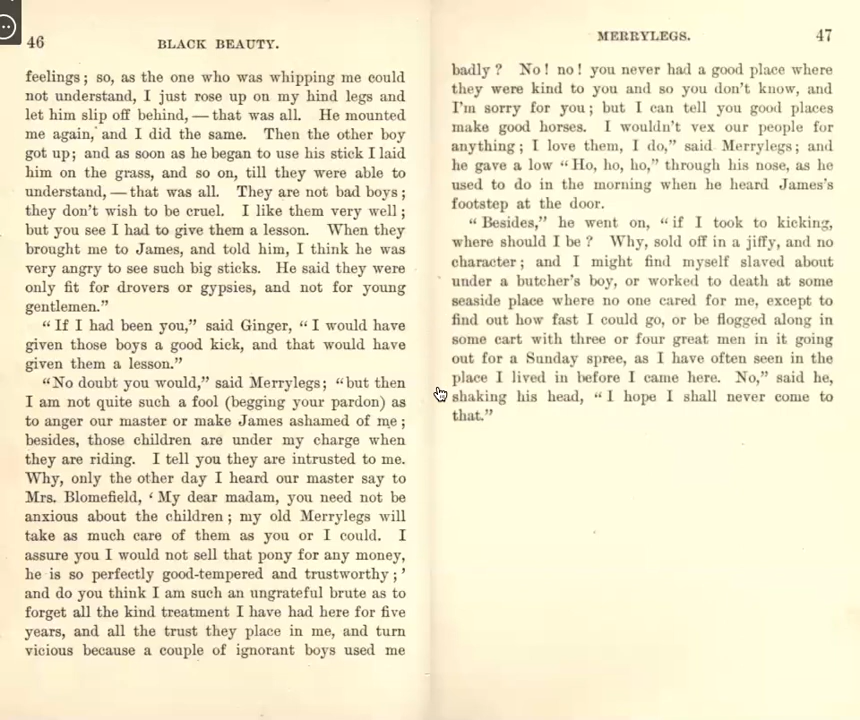 46 BLACK BEAUTY.
feelings; so, as the one who was whipping me could
not understand, I just rose up on my hind legs and
let him slip off behind, — that was all. He mounted
me again, and I did the same. Then the other boy
got up; and as soon as he began to use his stick I laid
him on the grass, and so on, till they were able to
understand, — that was all. They are not bad boys;
they don't wish to be cruel. I like them very well;
but you see I had to give them a lesson. When they
brought me to James, and told him, I think he was
very angry to see such big sticks. He said they were
only fit for drovers or gypsies, and not for young
gentlemen."
"If I had been you," said Ginger, "I would have
given those boys a good kick, and that would have
given them a lesson."
"No doubt you would," said Merrylegs; "but then
I am not quite such a fool (begging your pardon) as
to anger our master or make James ashamed of me;
besides, those children are under my charge when
they are riding. I tell you they are intrusted to me.
Why, only the other day I heard our master say to
Mrs. Blomefield, 'My dear madam, you need not be
anxious about the children; my old Merrylegs will
take as much care of them as you or I could. I
assure you I would not sell that pony for any money,
he is so perfectly good-tempered and trustworthy;'
and do you think I am such an ungrateful brute as to
forget all the kind treatment I have had here for five
years, and all the trust they place in me, and turn
vicious because a couple of ignorant boys used me
MERRYLEGS. 47
badly? No! no! you never had a good place where
they were kind to you and so you don't know, and
I'm sorry for you; but I can tell you good places
make good horses. I wouldn't vex our people for
anything; I love them, I do," said Merrylegs; and
he gave a low "Ho, ho, ho," through his nose, as he
used to do in the morning when he heard James's
footstep at the door.
"Besides," he went on, "if I took to kicking,
where should I be? Why, sold off in a jiffy, and no
character; and I might find myself slaved about
under a butcher's boy, or worked to death at some
seaside place where no one cared for me, except to
find out how fast I could go, or be flogged along in
some cart with three or four great men in it going
out for a Sunday spree, as I have often seen in the
place I lived in before I came here. No," said he,
shaking his head, "I hope I shall never come to
that."